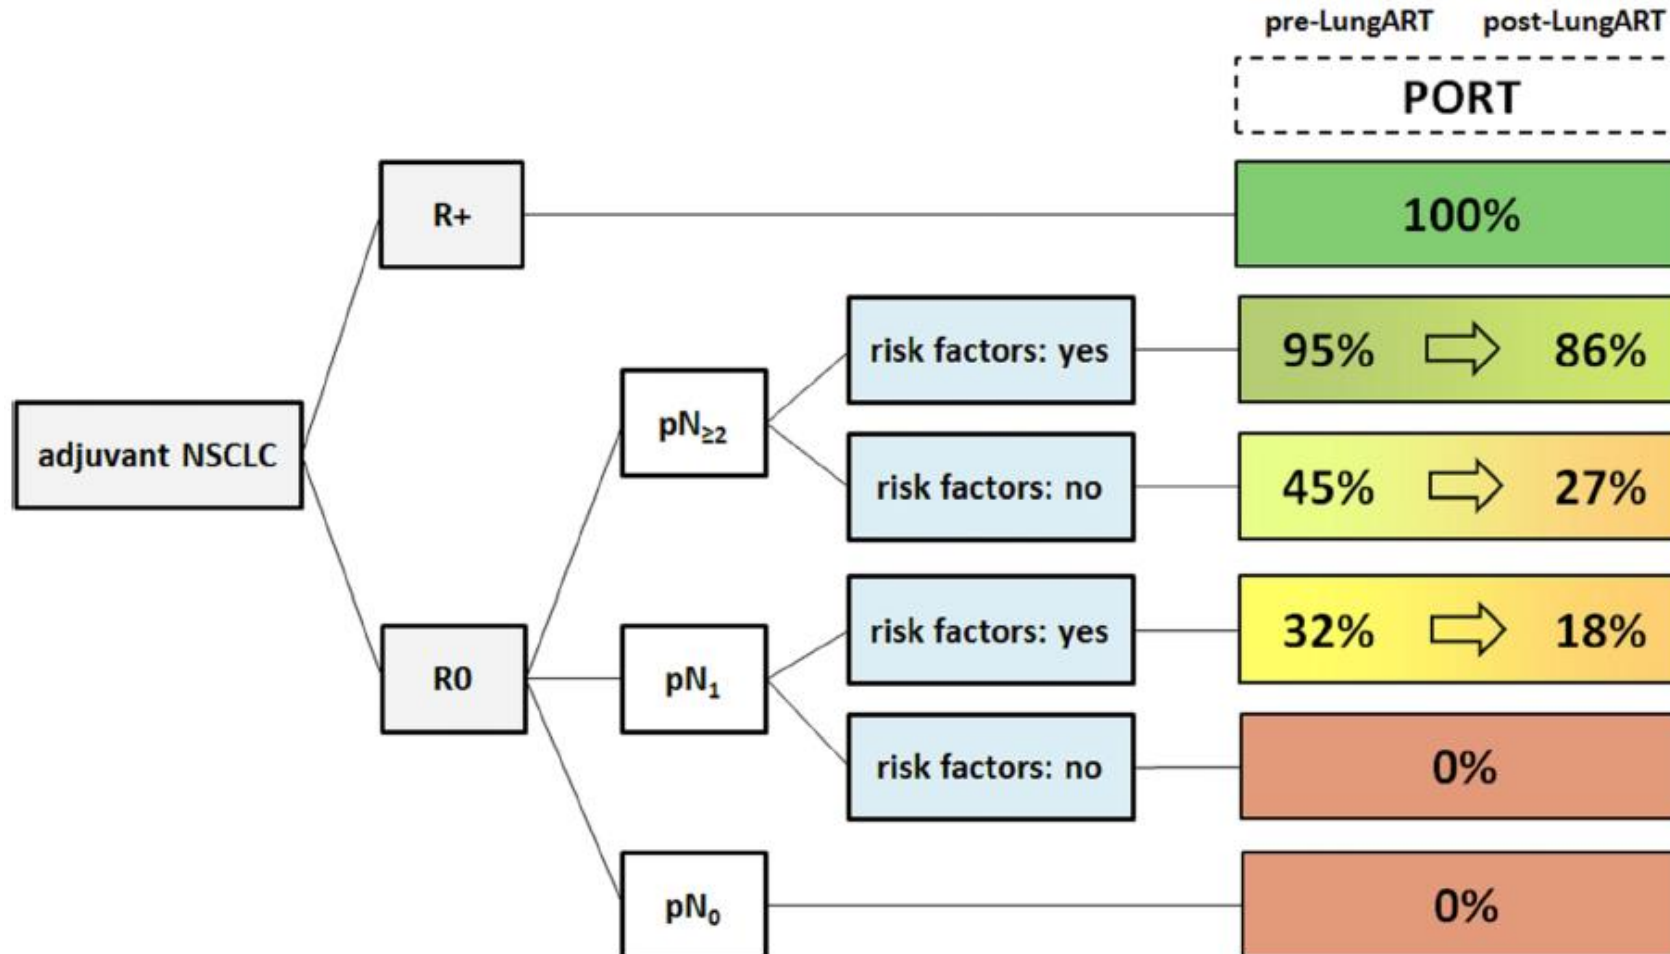 pre-LungART post-LungART
PORT
R+
100%
risk factors: yes
95% 86%
pN≥2
adjuvant NSCLC
risk factors: no
45% 27%
risk factors: yes
32% 18%
R0
pN1
risk factors: no
0%
pN0
0%